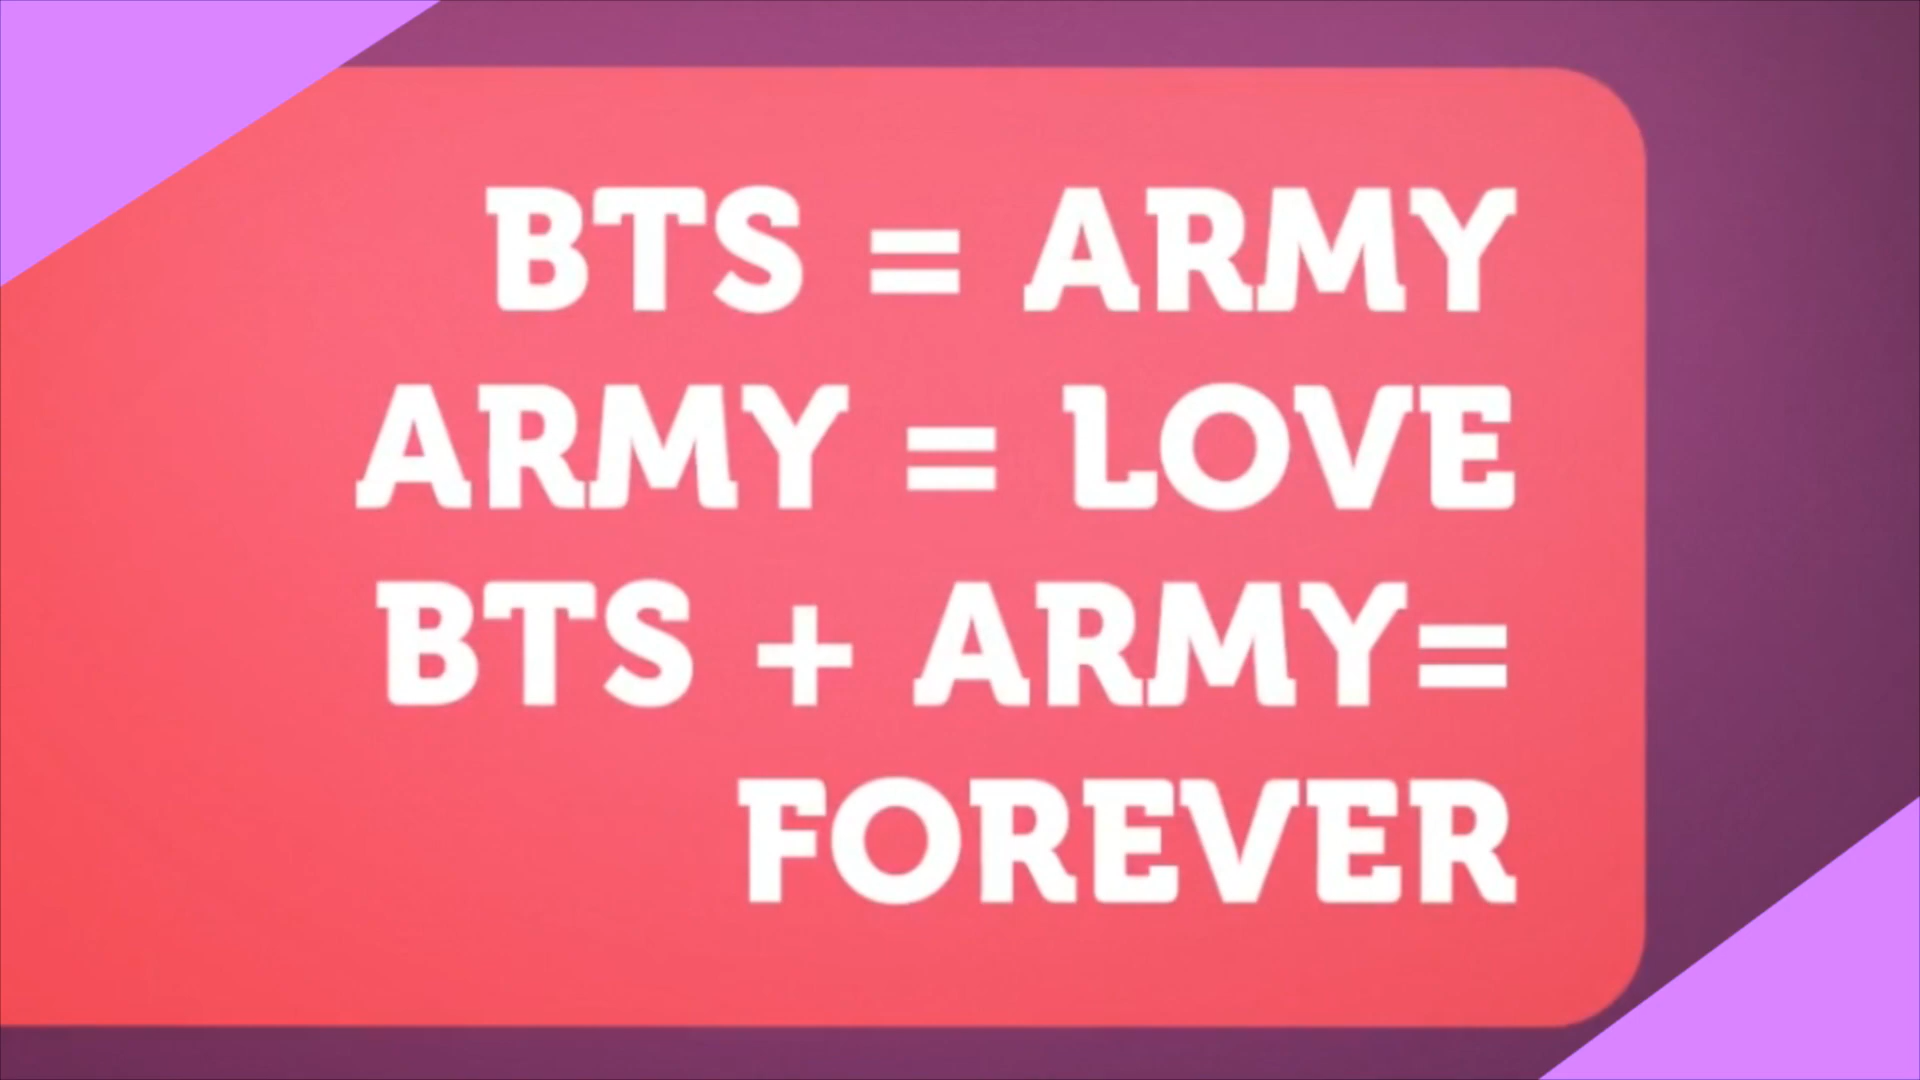 BTS = ARMY
ARMY = LOVE
BTS + ARMY=
FOREVER